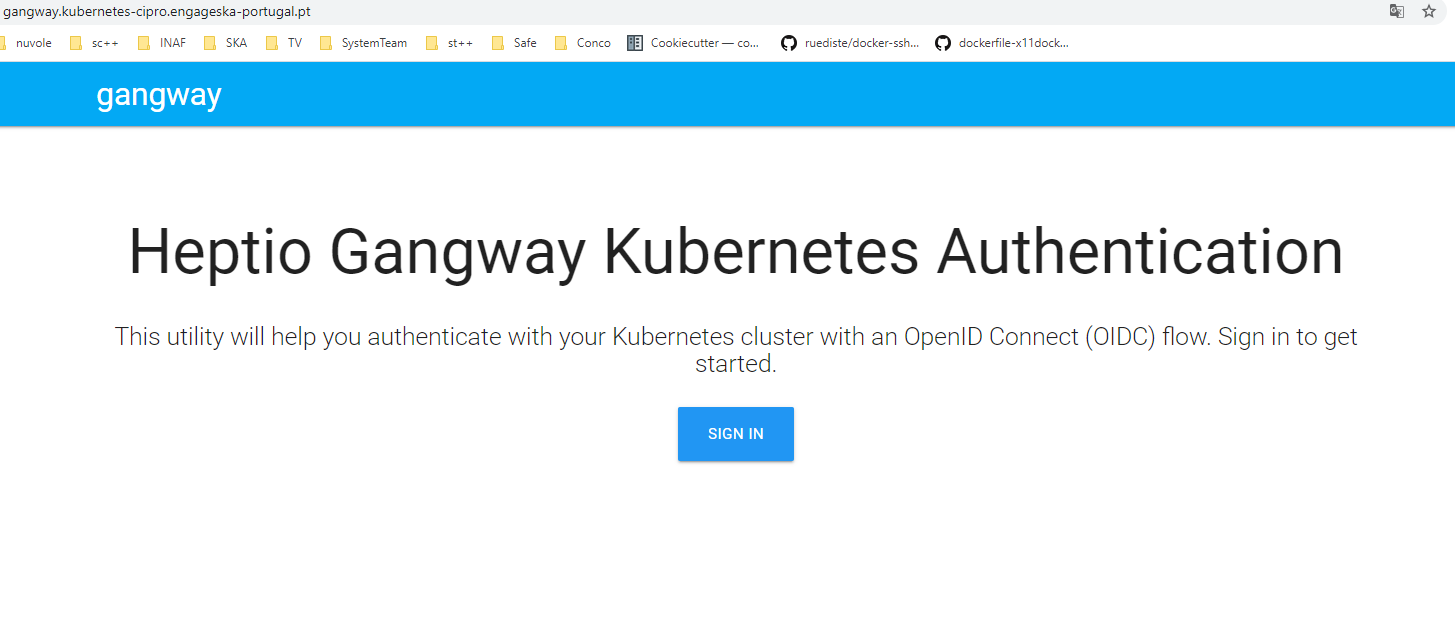 gangway.kubernetes-cipro.engageska-portugal.pt
nuvole sc++ INAF SKA TV SystemTeam st++ Safe Conco Cookiecutter — co... ruediste/docker-ssh... dockerfile-x11dock...
gangway
Heptio Gangway Kubernetes Authentication
This utility will help you authenticate with your Kubernetes cluster with an OpenID Connect (OIDC) flow. Sign in to get
started.
SIGN IN